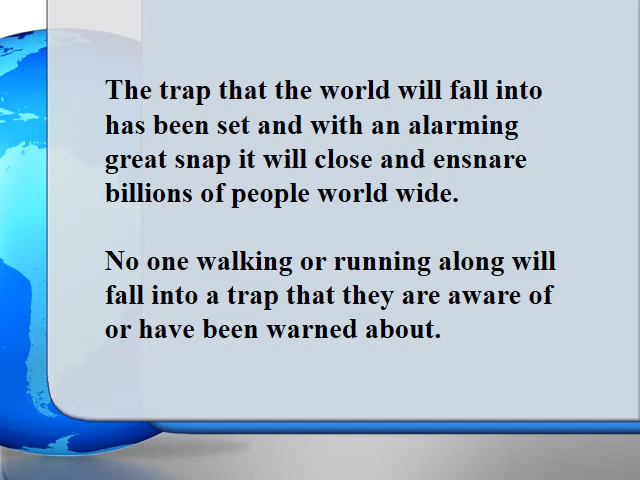 The trap that the world will fall into
has been set and with an alarming
great snap it will close and ensnare
billions of people world wide.
No one walking or running along will
fall into a trap that they are aware of
or have been warned about.